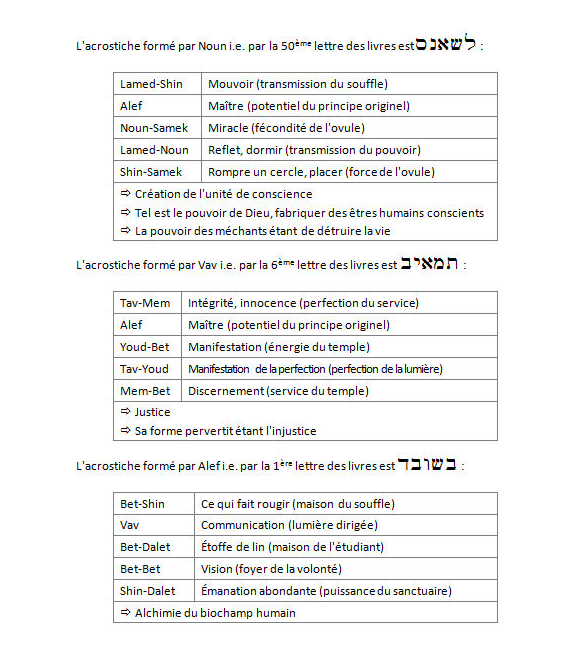 L'acrostiche formé par Noun i.e. par la 50ème lettre des livres est לשאנס :
Lamed-Shin Mouvoir (transmission du souffle)
Alef Maître (potentiel du principe originel)
Noun-Samek Miracle (fécondité de l'ovule)
Lamed-Noun Reflet, dormir (transmission du pouvoir)
Shin-Samek Rompre un cercle, placer (force de l'ovule)
⇨ Création de l'unité de conscience
⇨ Tel est le pouvoir de Dieu, fabriquer des êtres humains conscients
⇨ La pouvoir des méchants étant de détruire la vie
L'acrostiche formé par Vav i.e. par la 6ème lettre des livres est תמאיב :
Tav-Mem Intégrité, innocence (perfection du service)
Alef Maître (potentiel du principe originel)
Youd-Bet Manifestation (énergie du temple)
Tav-Youd Manifestation de la perfection (perfection de la lumière)
Mem-Bet Discernement (service du temple)
⇨ Justice
⇨ Sa forme pervertit étant l'injustice
L'acrostiche formé par Alef i.e. par la 1ère lettre des livres est בשובד :
Bet-Shin Ce qui fait rougir (maison du souffle)
Vav Communication (lumière dirigée)
Bet-Dalet Étoffe de lin (maison de l'étudiant)
Bet-Bet Vision (foyer de la volonté)
Shin-Dalet Émanation abondante (puissance du sanctuaire)
⇨ Alchimie du biochamp humain